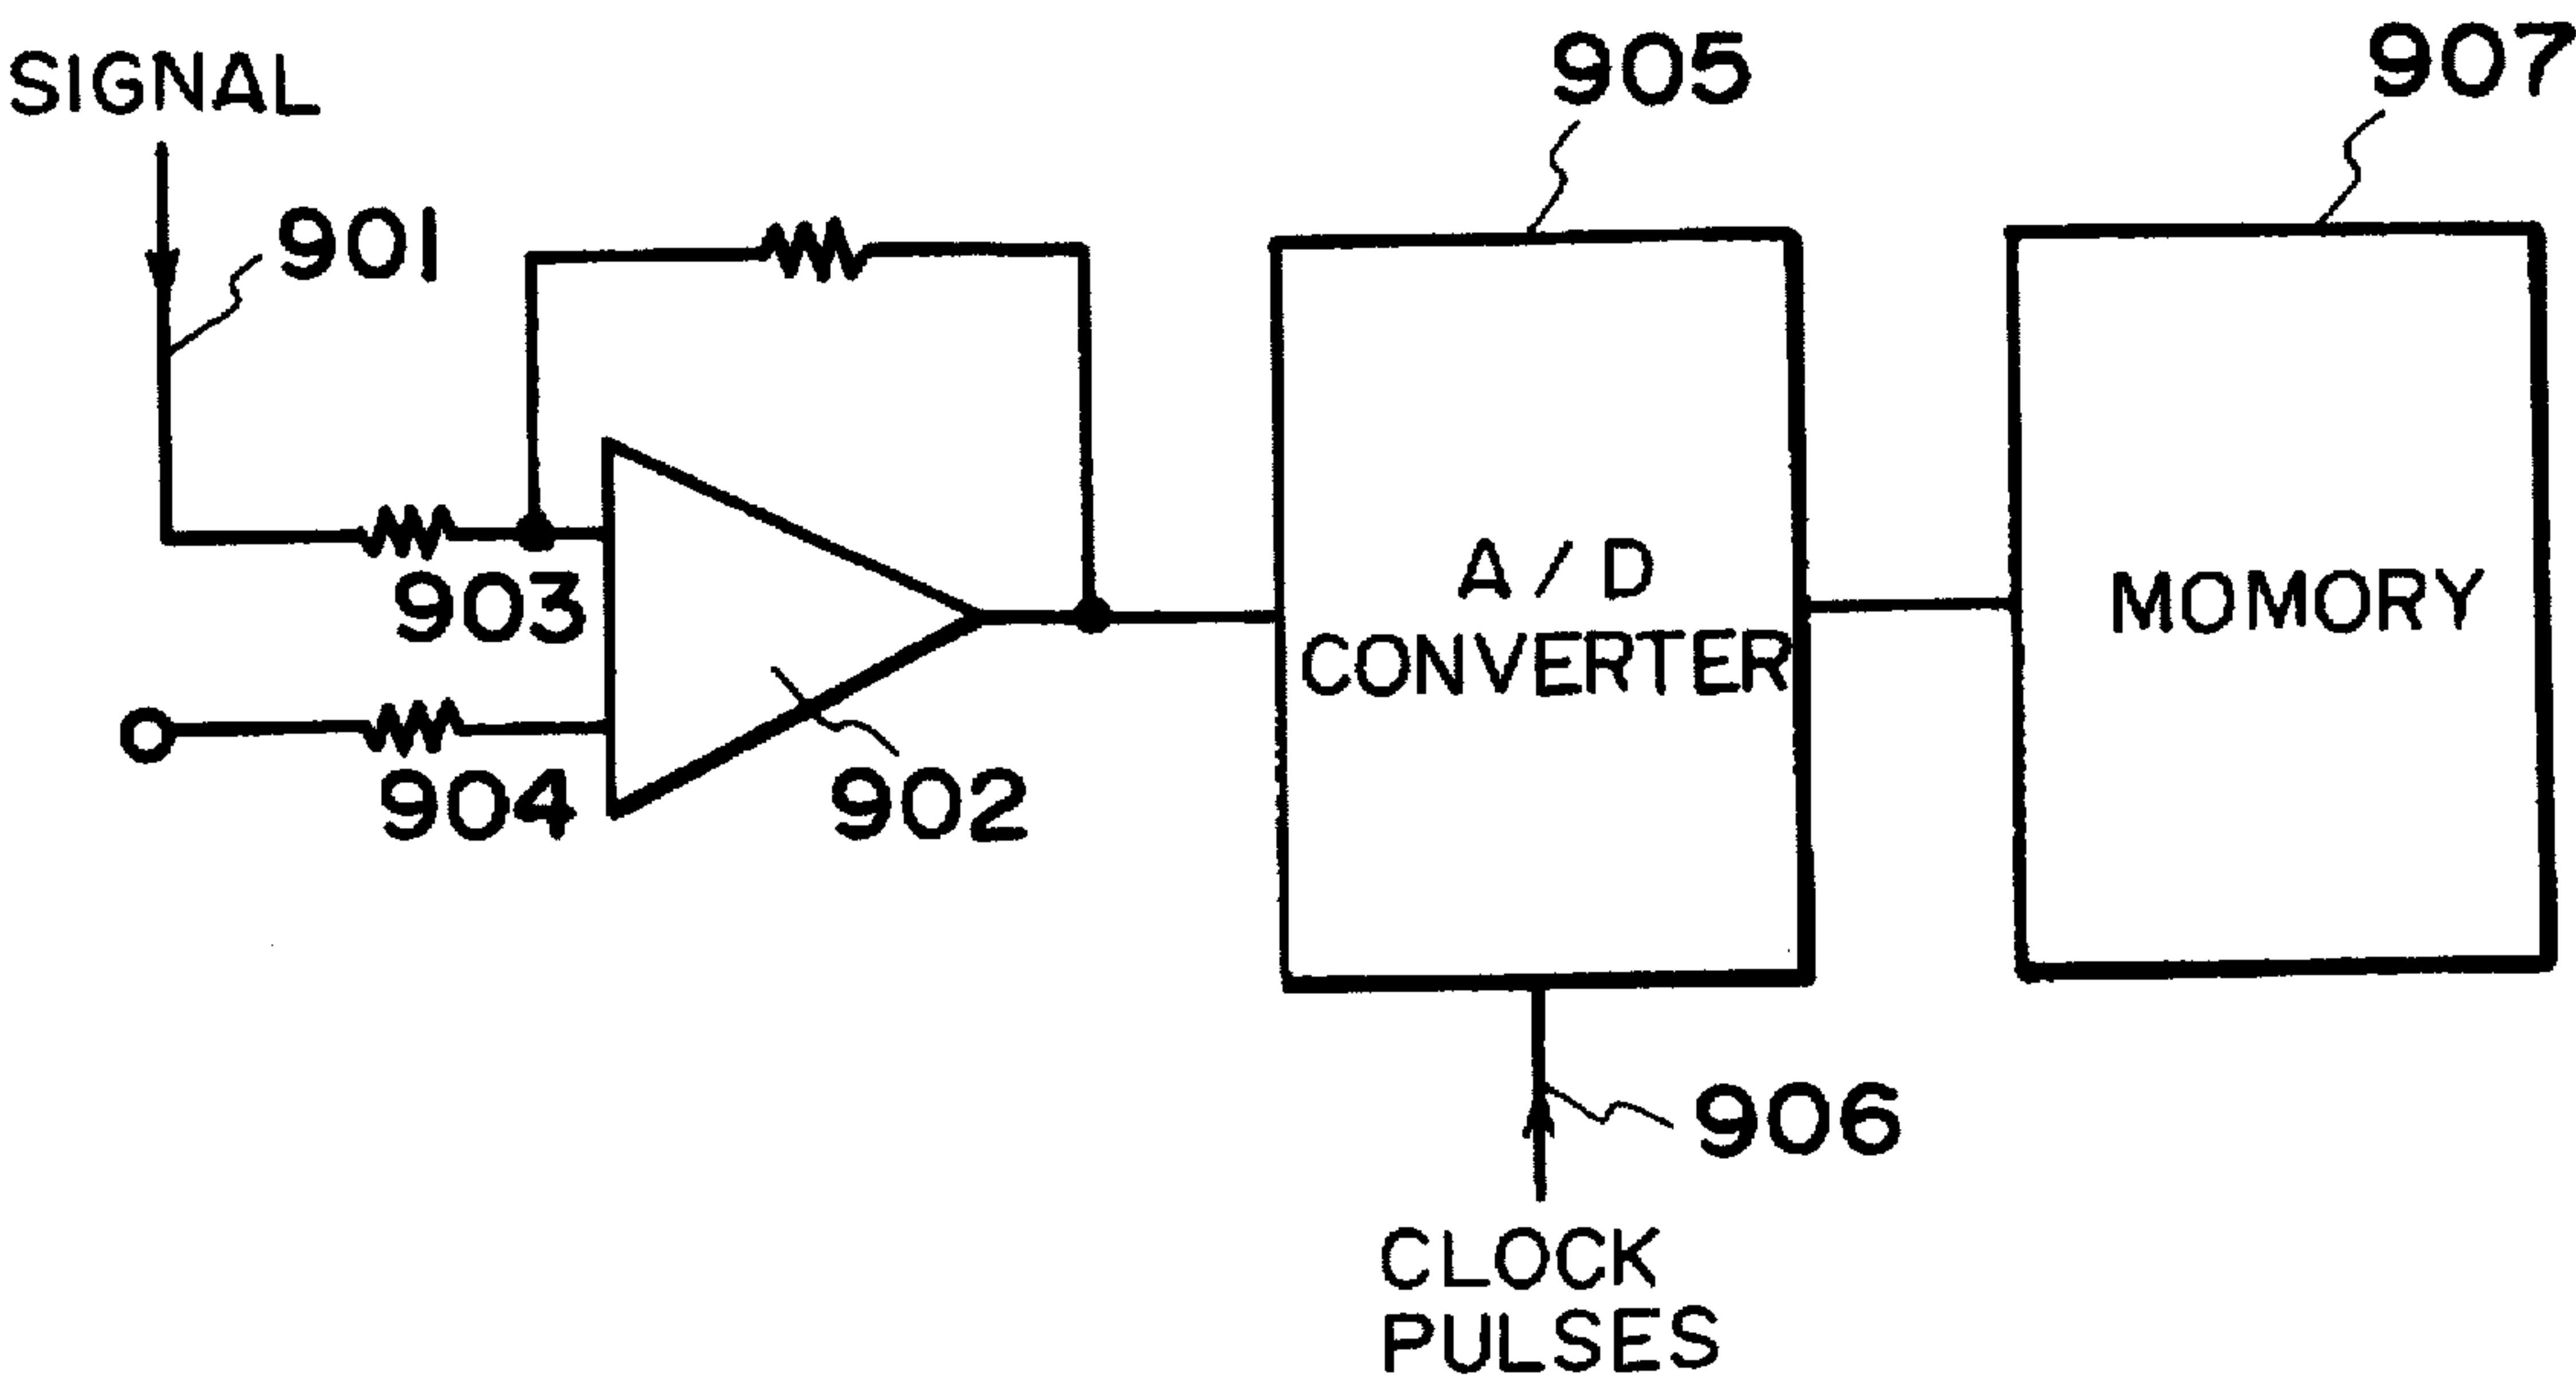 SIGNAL
905
907
901
903
A / D
CONVERTER
MOMORY
904
902
906
CLOCK
PULSES